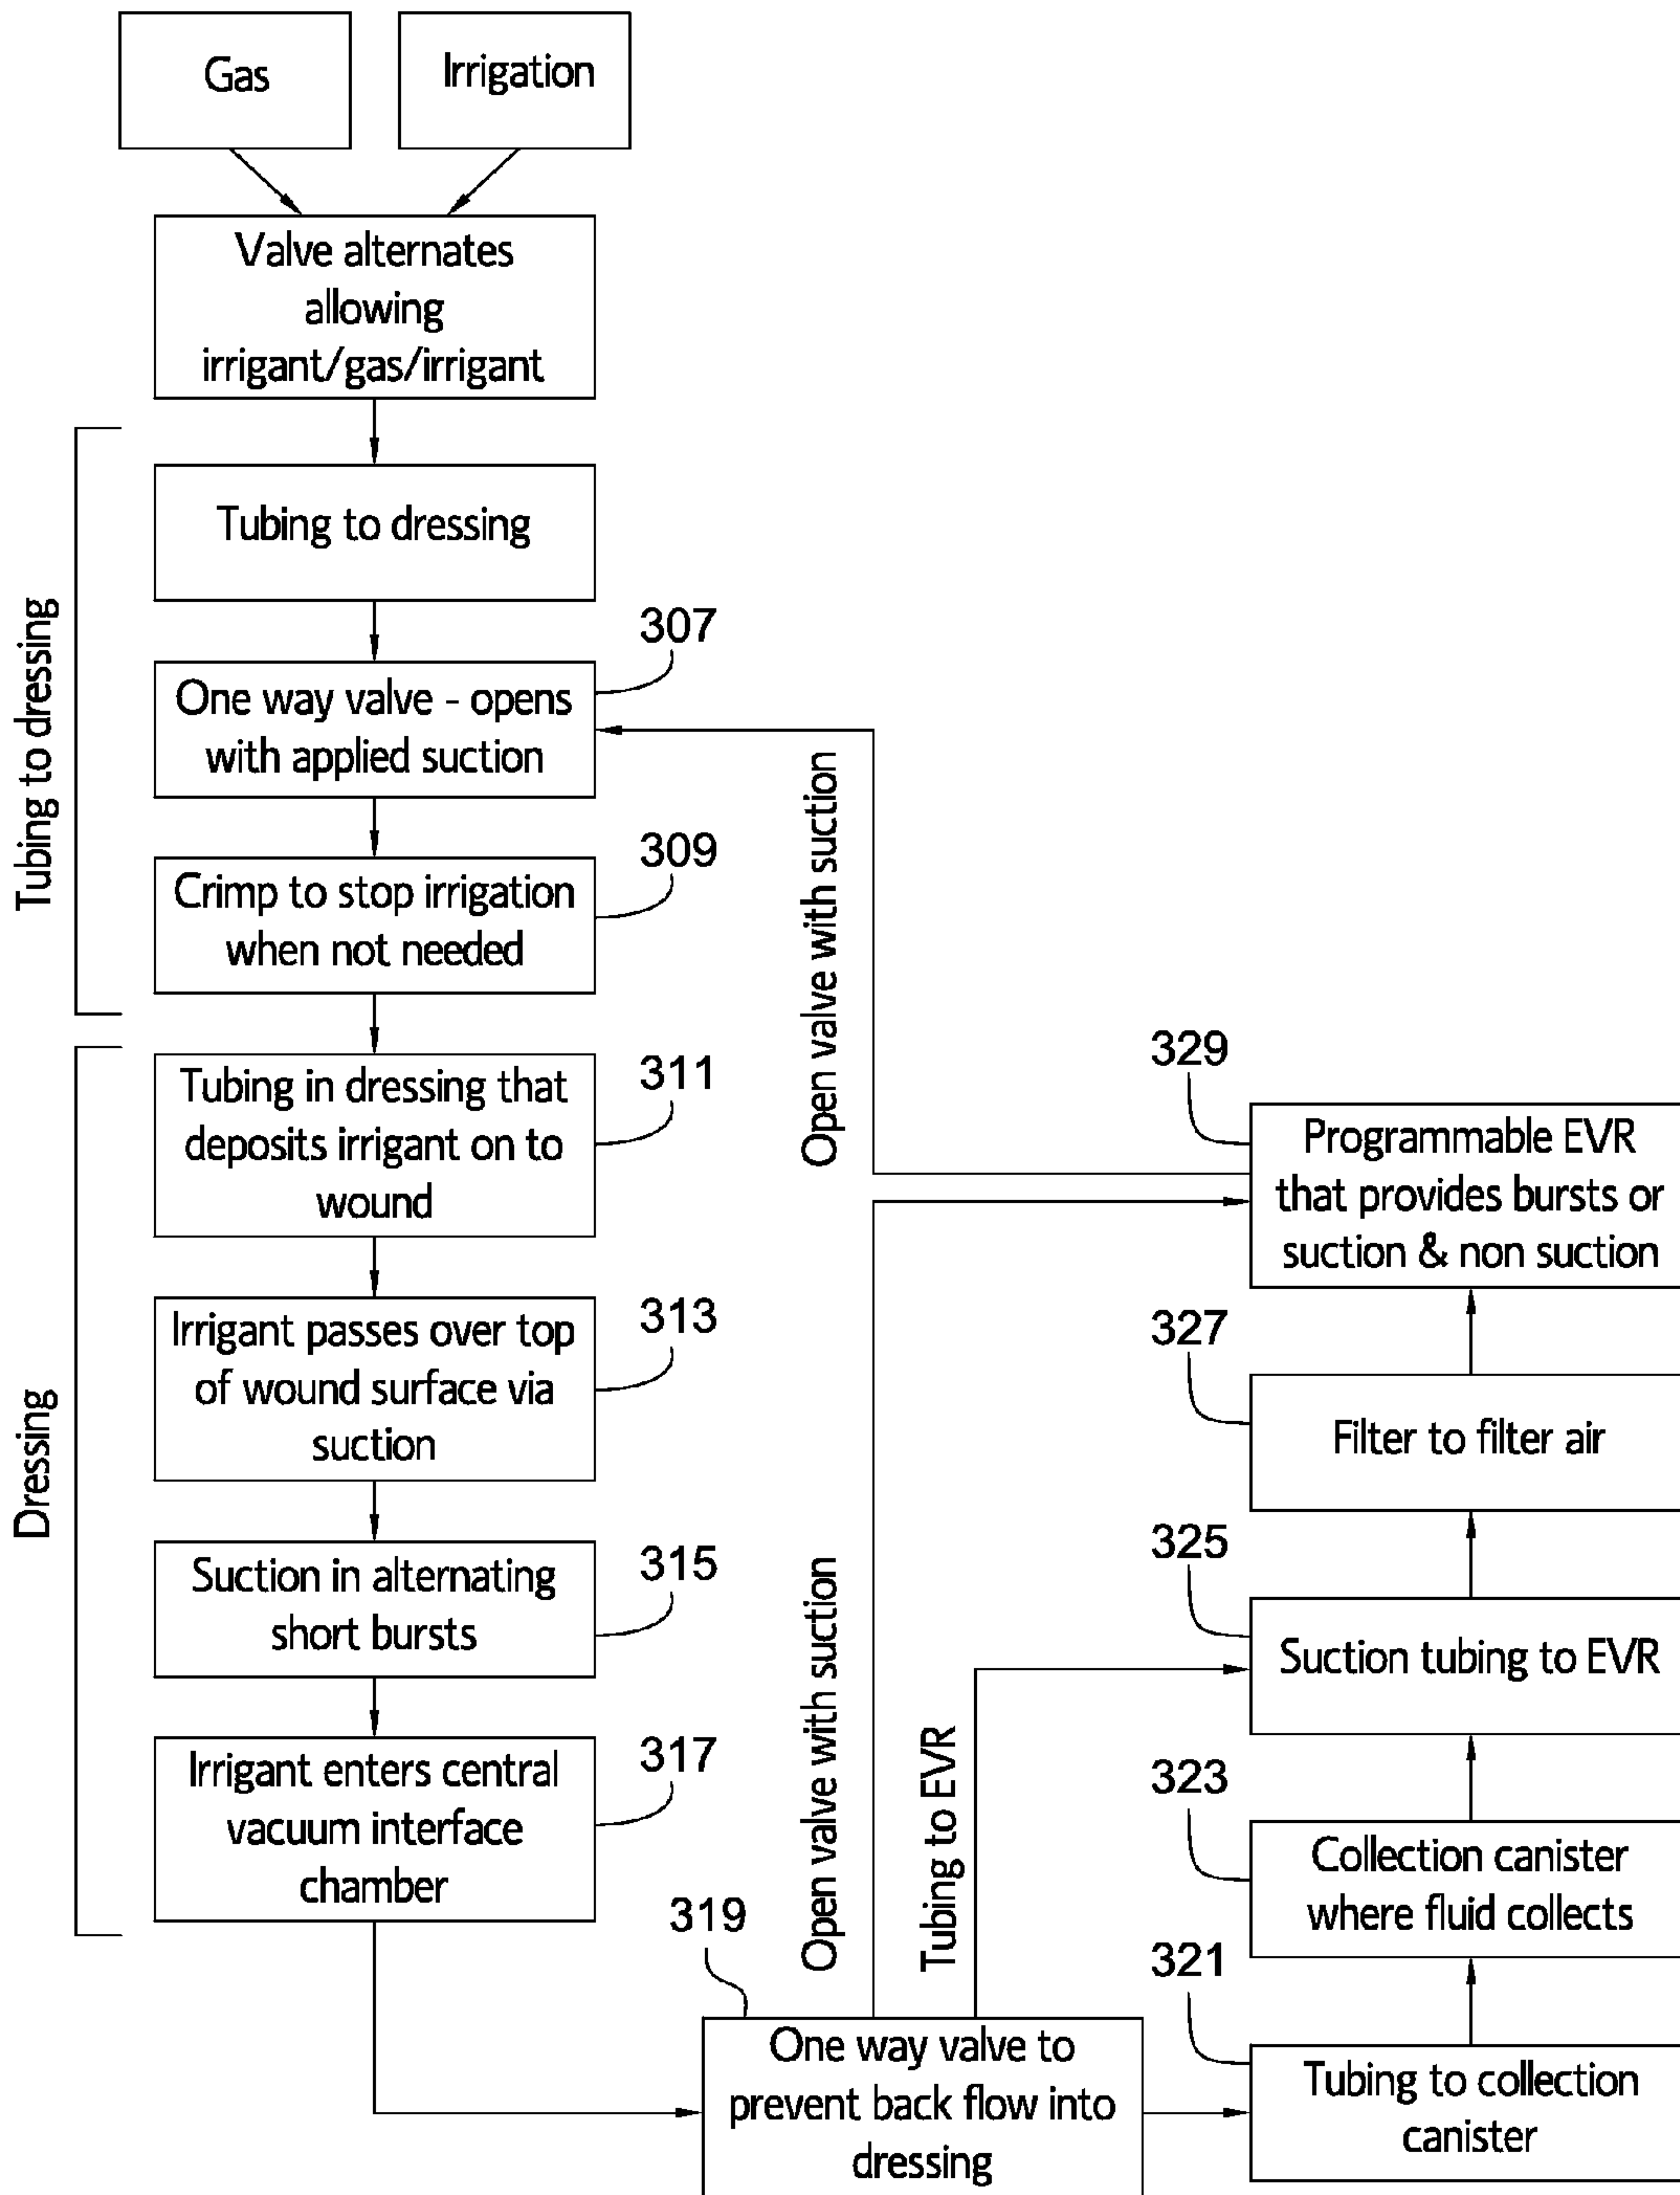 Gas
Irrigation
Valve alternates
allowing
irrigant/gas/irrigant
Tubing to dressing
Tubing to dressing
307
One way valve - opens
with applied suction
309
Crimp to stop irrigation
when not needed
Open valve with suction
Dressing
311
Tubing in dressing that
deposits irrigant on to
wound
313
Irrigant passes over top
of wound surface via
suction
315
Suction in alternating
short bursts
317
Irrigant enters central
vacuum interface
chamber
319
One way valve to
prevent back flow into
dressing
Open valve with suction
Tubing to EVR
329
Programmable EVR
that provides bursts or
suction & non suction
327
Filter to filter air
325
Suction tubing to EVR
323
Collection canister
where fluid collects
321
Tubing to collection
canister